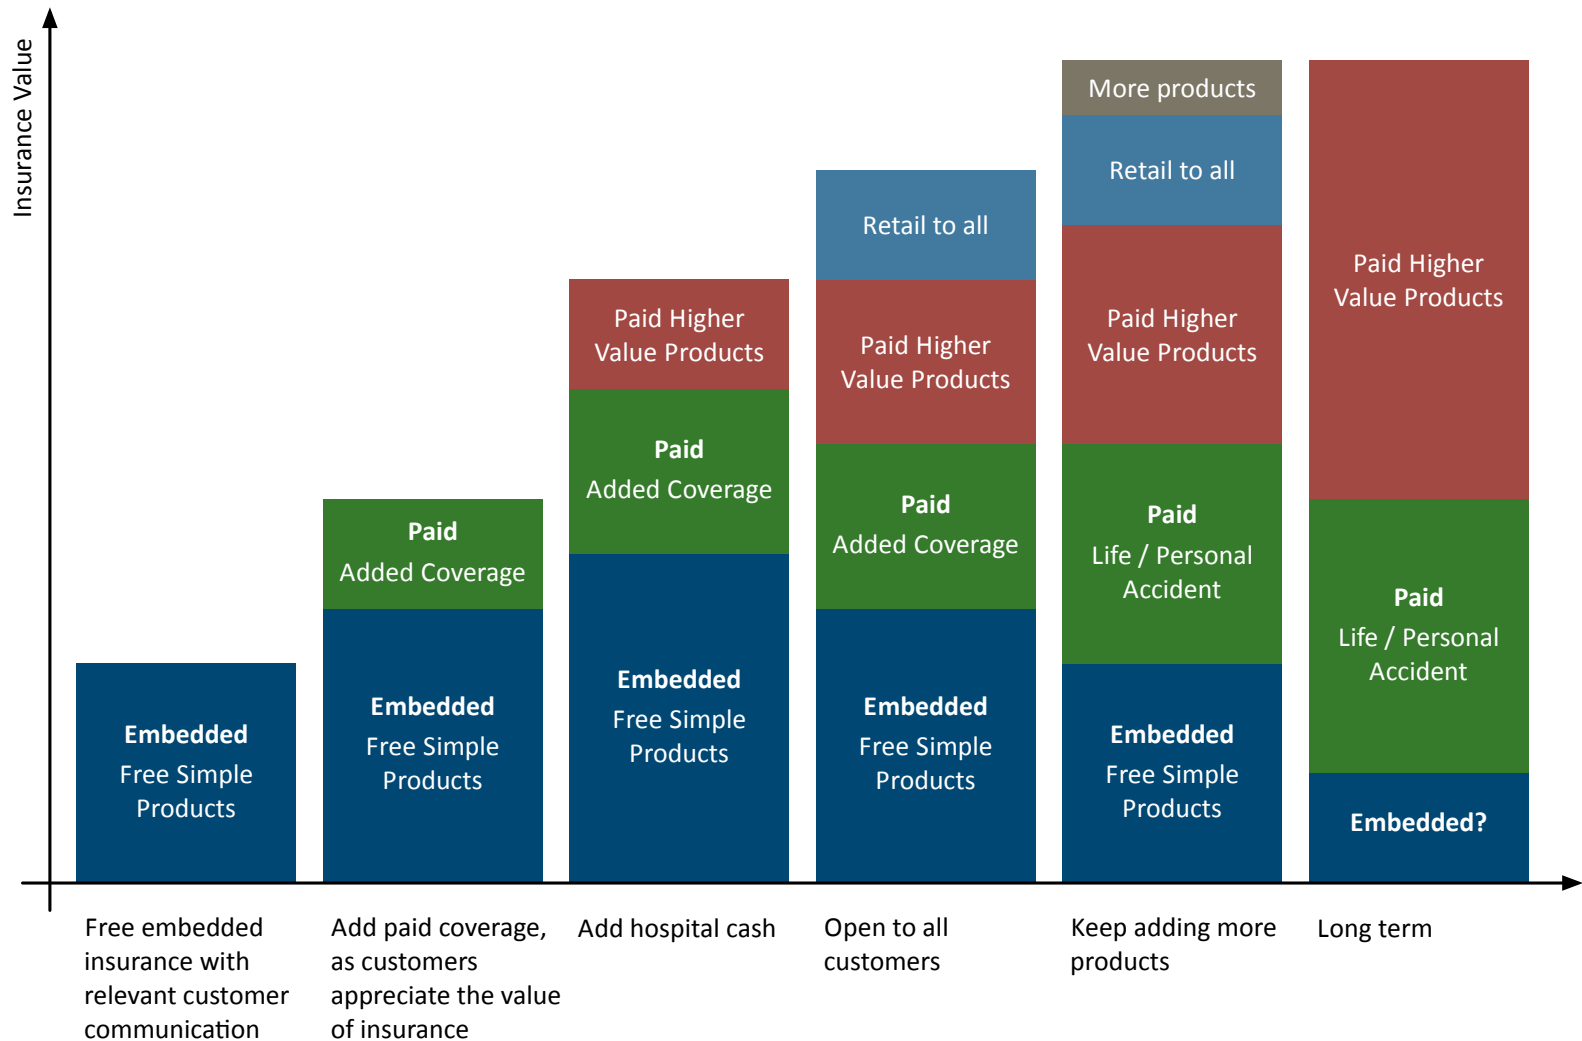 Insurance Value
Embedded
Free Simple
Products
Paid
Added Coverage
Embedded
Free Simple
Products
Paid Higher
Value Products
Paid
Added Coverage
Embedded
Free Simple
Products
Retail to all
Paid Higher
Value Products
Paid
Added Coverage
Embedded
Free Simple
Products
More products
Retail to all
Paid Higher
Value Products
Paid
Life / Personal
Accident
Embedded
Free Simple
Products
Paid Higher
Value Products
Paid
Life / Personal
Accident
Embedded?
Free embedded
insurance with
relevant customer
communication
Add paid coverage,
as customers
appreciate the value
of insurance
Add hospital cash
Open to all
customers
Keep adding more
products
Long term